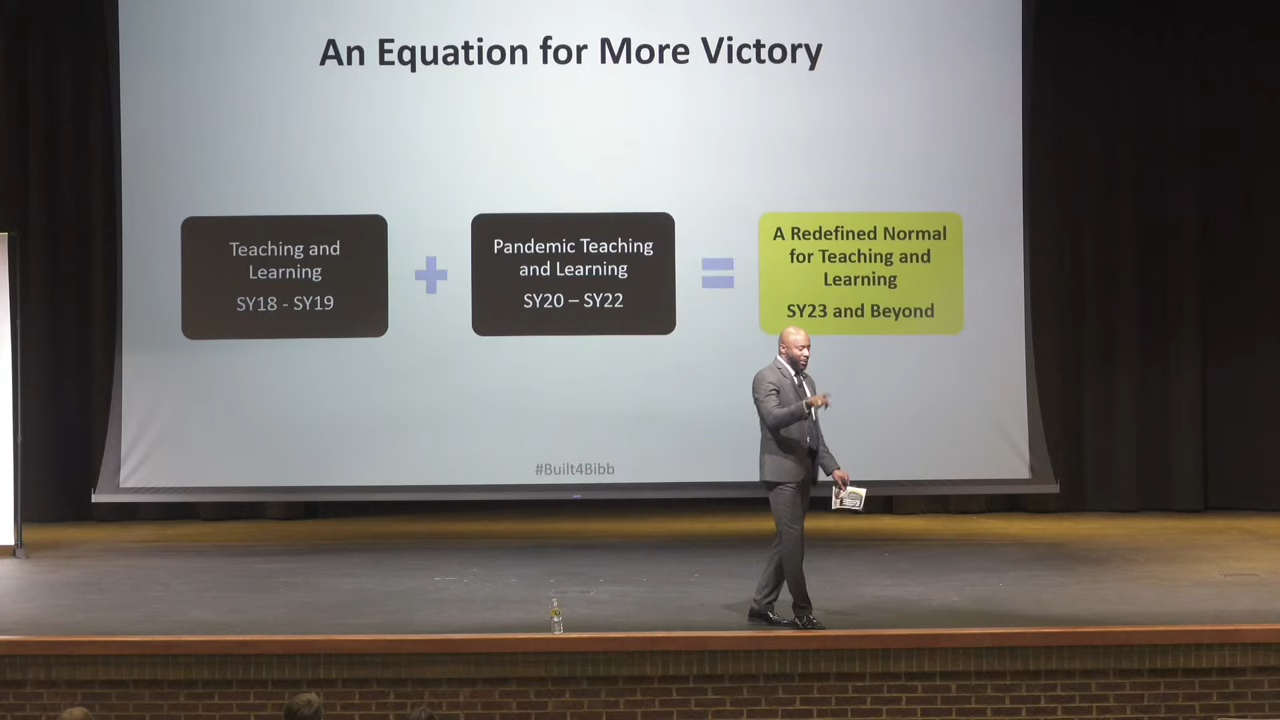 An Equation for More Victory
Teaching and
Learning
SY18 - SY19
+
Pandemic Teaching
and Learning
SY20 – SY22
=
A Redefined Normal
for Teaching and
Learning
SY23 and Beyond
#Built4Bibb